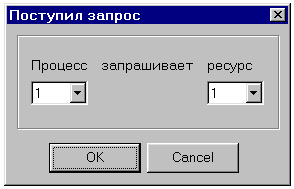 Поступил запрос
Процесс запрашивает ресурс
1 1
OK Cancel